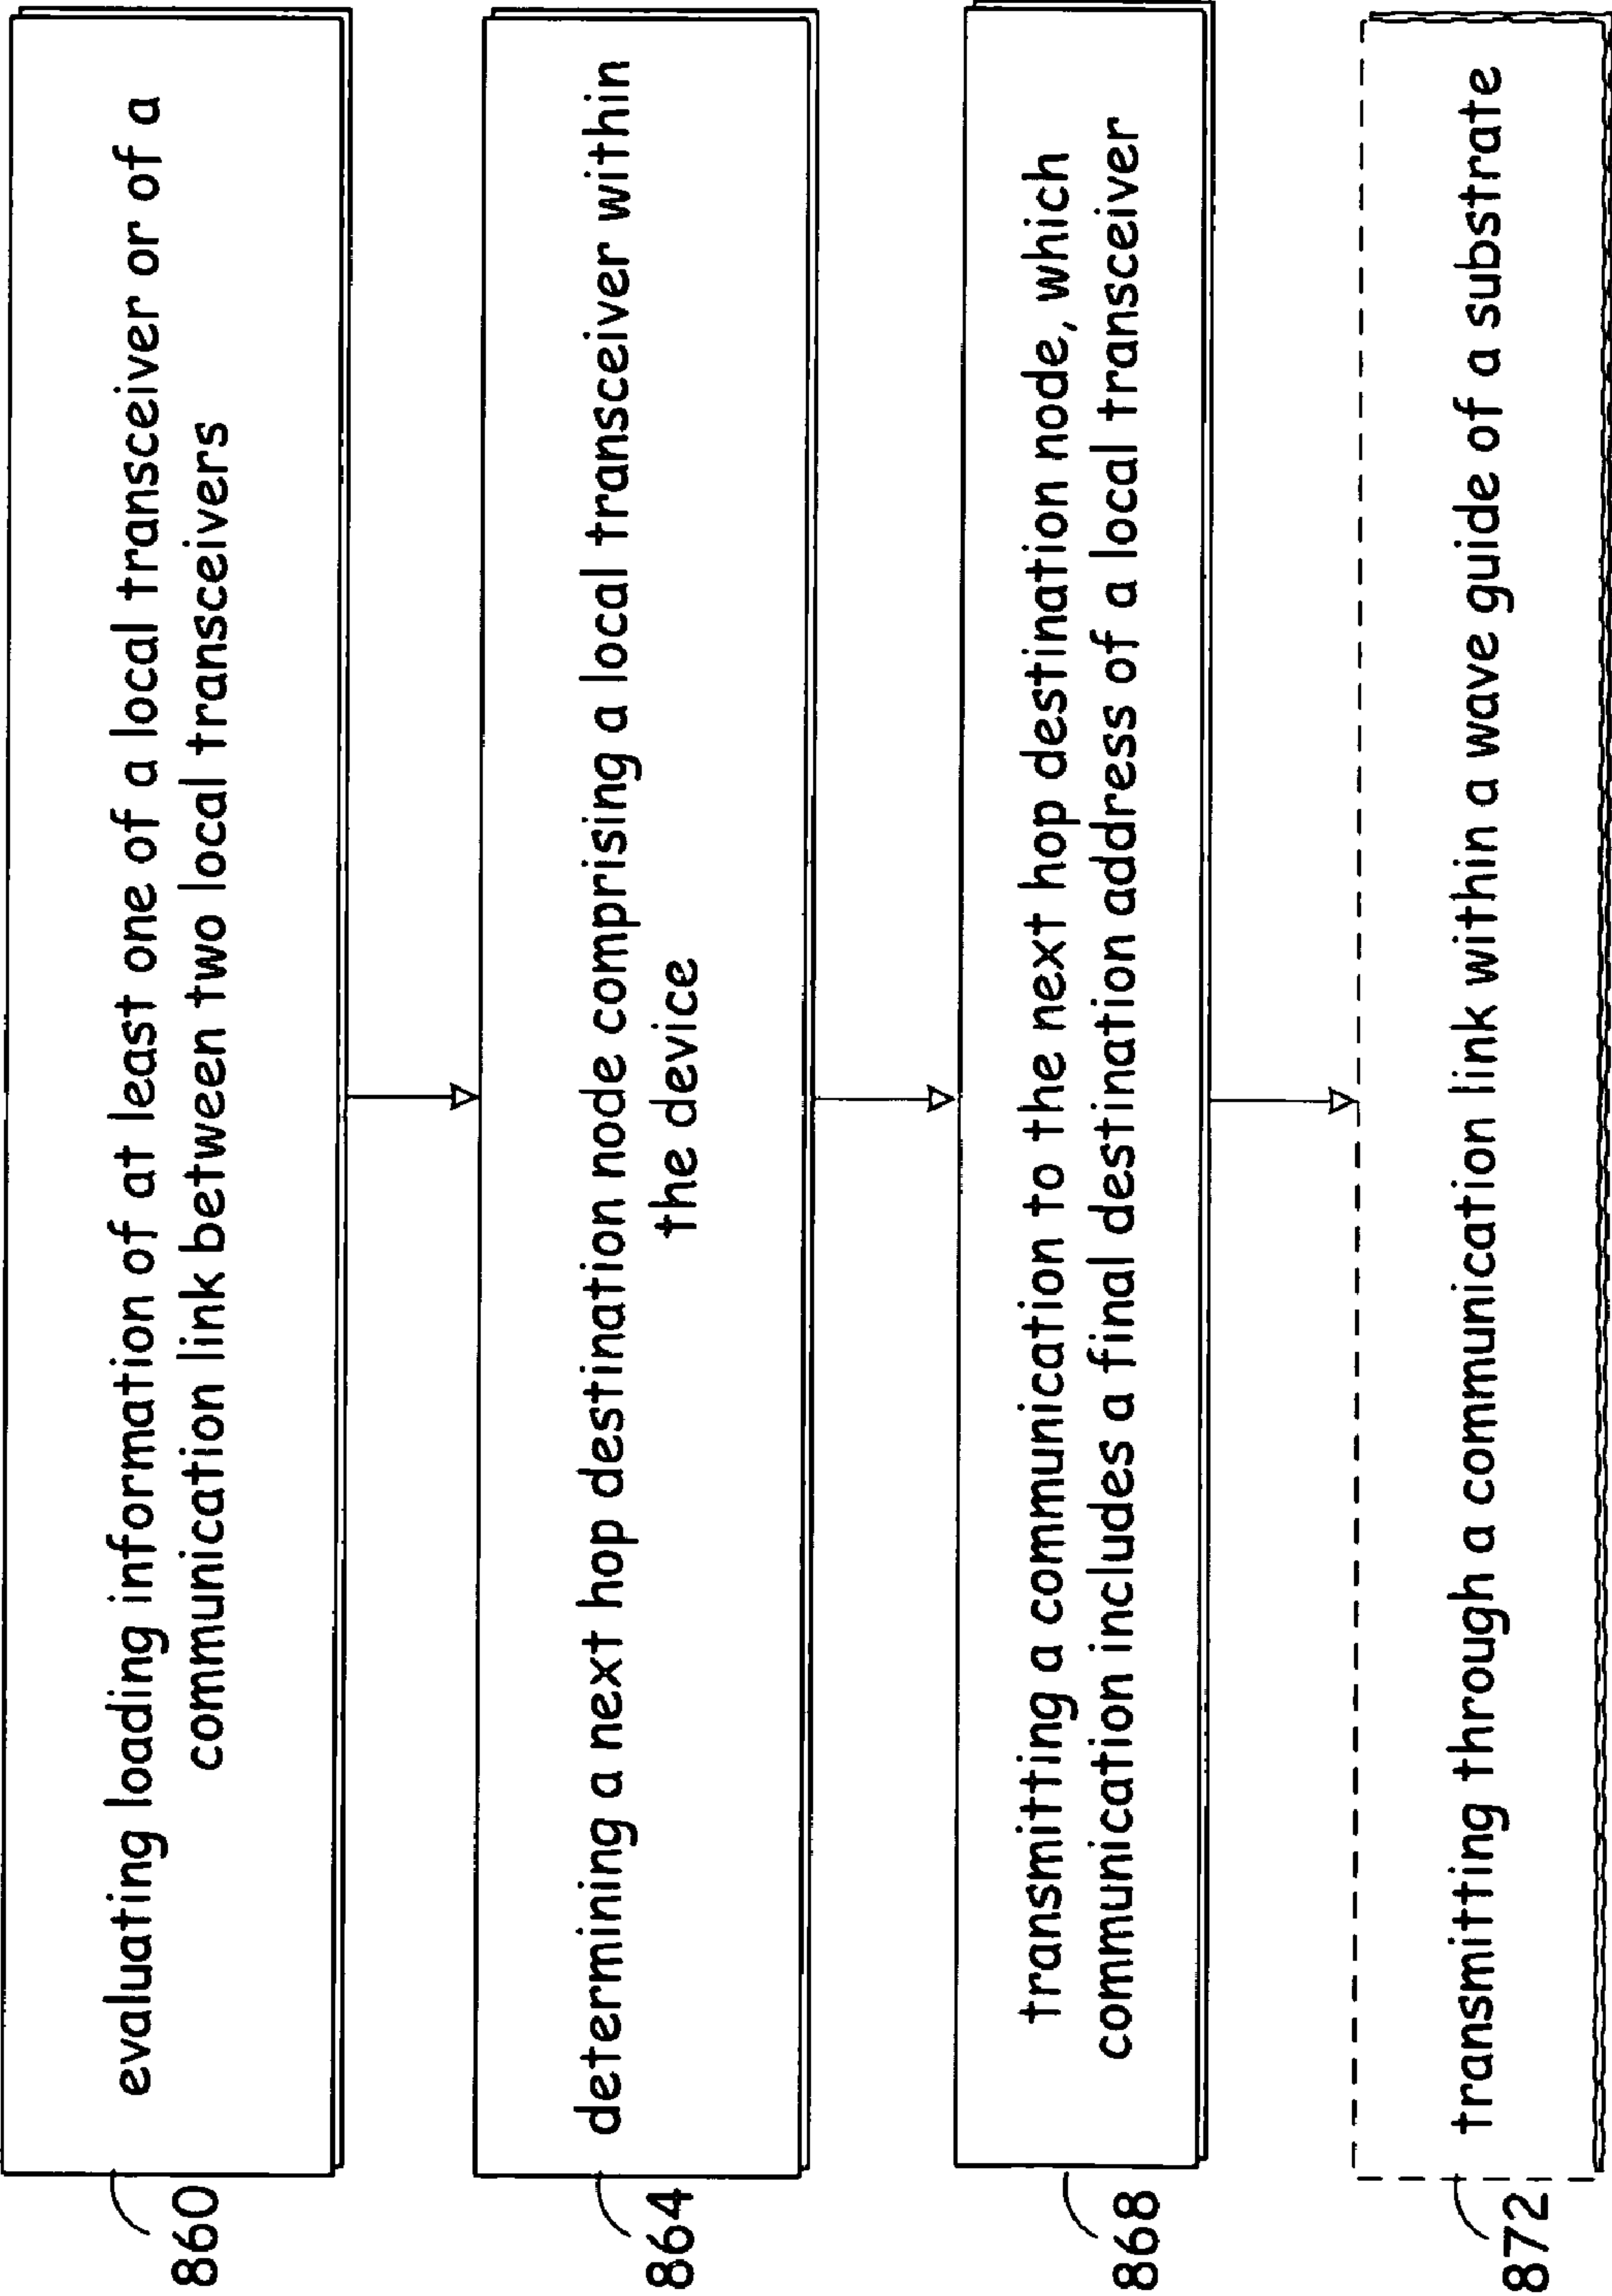 evaluating loading information of at least one of a local transceiver or of a
communication link between two local transceivers
860
determining a next hop destination node comprising a local transceiver within
the device
864
transmitting a communication to the next hop destination node, which
communication includes a final destination address of a local transceiver
868
transmitting through a communication link within a wave guide of a substrate
872